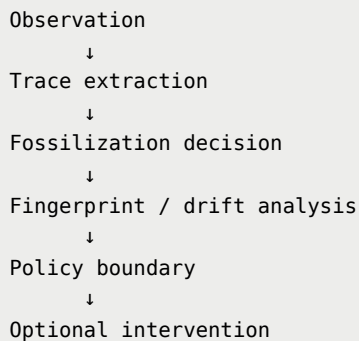 Observation
↓
Trace extraction
↓
Fossilization decision
↓
Fingerprint / drift analysis
↓
Policy boundary
↓
Optional intervention